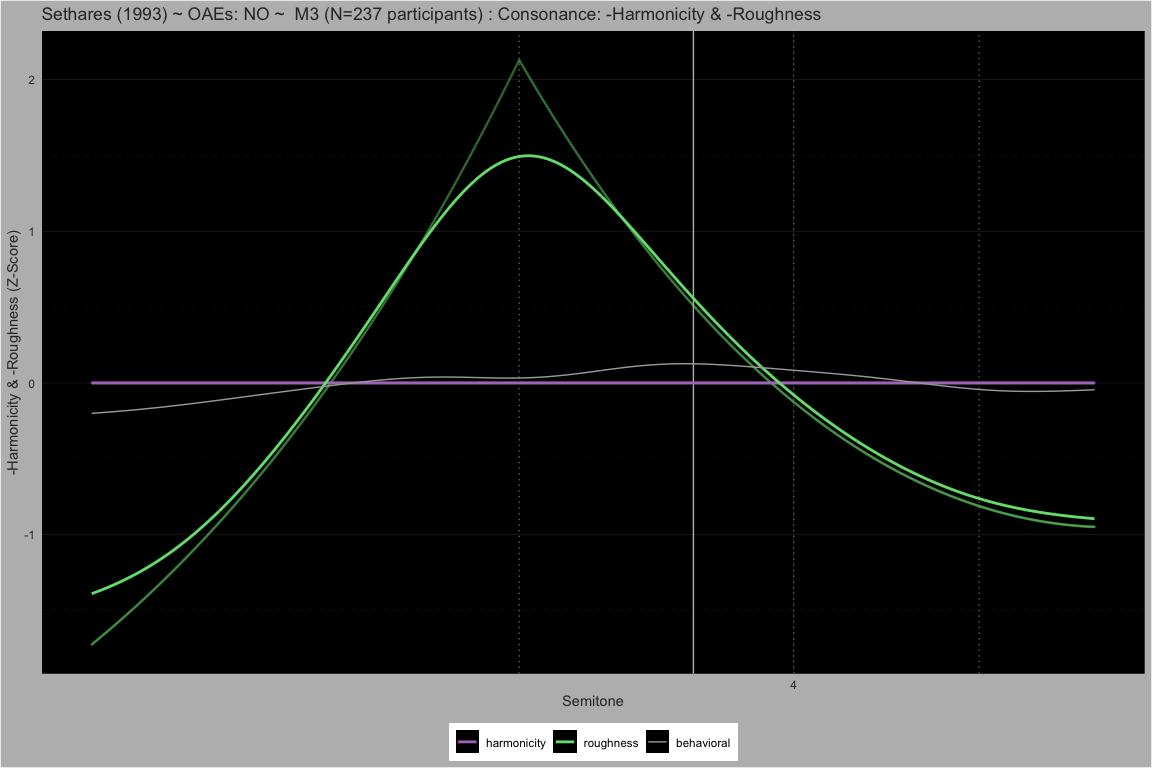 Sethares (1993) ~ OAEs: NO ~  M3 (N=237 participants) : Consonance: -Harmonicity & -Roughness
-Harmonicity & -Roughness (Z-Score)
2
1
0
-1
4
Semitone
harmonicity roughness behavioral